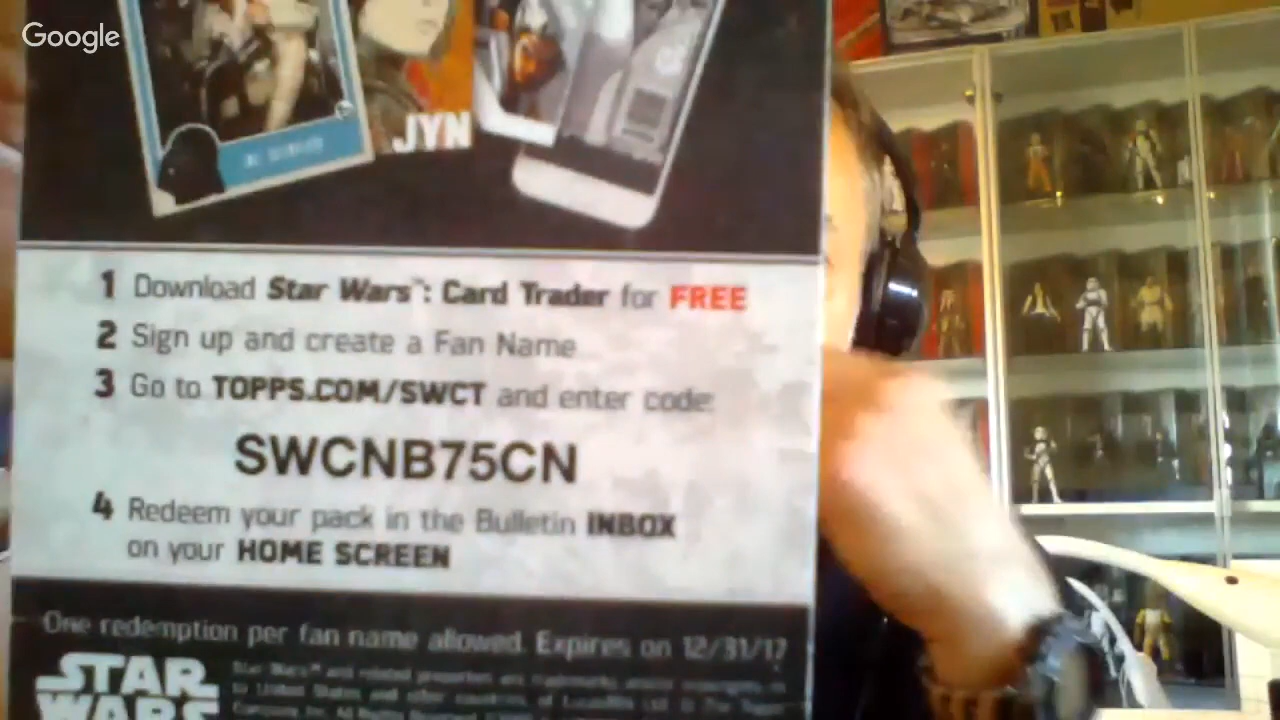 Google
JYN
1 Download Star Wars™: Card Trader for FREE
2 Sign up and create a Fan Name
3 Go to TOPPS.COM/SWCT and enter code:
SWCNB75CN
4 Redeem your pack in the Bulletin INBOX
on your HOME SCREEN
One redemption per fan name allowed. Expires on 12/31/17
STAR
WARS